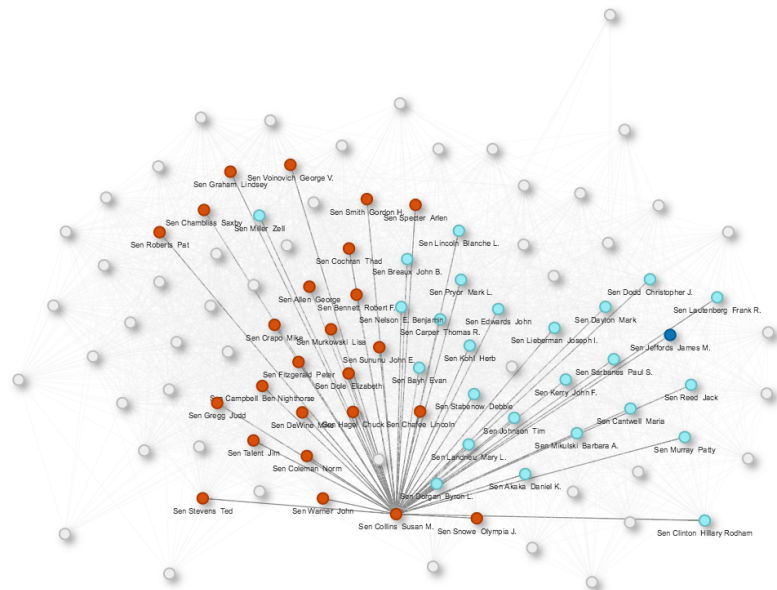 Sen Voinovich George V.
Sen Graham Lindsey
Sen Smith Gordon H.
Sen Specter Arlen
Sen Chambliss Saxby
Sen Miller Zell
Sen Roberts Pat
Sen Lincoln Blanche L.
Sen Cochran Thad
Sen Breaux John B.
Sen Dodd Christopher J.
Sen Allen George
Sen Pryor Mark L.
Sen Bennett Robert F.
Sen Lautenberg Frank R.
Sen Nelson E. Benjamin
Sen Edwards John
Sen Dayton Mark
Sen Carper Thomas R.
Sen Crapo Mike
Sen Murkowski Lisa
Sen Lieberman Joseph I.
Sen Jeffords James M.
Sen Sununu John E.
Sen Kohl Herb
Sen Sarbanes Paul S.
Sen Fitzgerald Peter
Sen Bayh Evan
Sen Dole Elizabeth
Sen Kerry John F.
Sen Campbell Ben Nighthorse
Sen Reed Jack
Sen Stabenow Debbie
Sen Gregg Judd
Sen Cantwell Maria
Sen DeWine Mike
Sen Hagel Chuck
Sen Chafee Lincoln
Sen Johnson Tim
Sen Mikulski Barbara A.
Sen Murray Patty
Sen Talent Jim
Sen Landrieu Mary L.
Sen Coleman Norm
Sen Akaka Daniel K.
Sen Dorgan Byron L.
Sen Stevens Ted
Sen Warner John
Sen Collins Susan M.
Sen Snowe Olympia J.
Sen Clinton Hillary Rodham